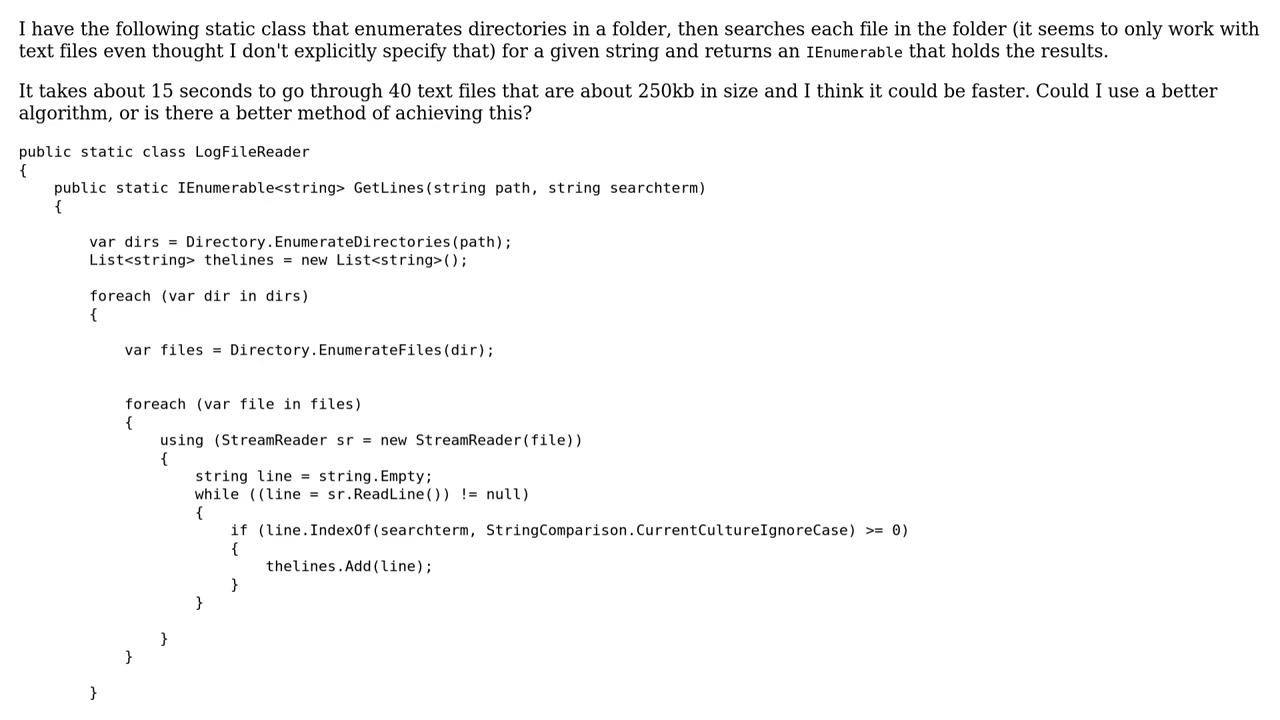 I have the following static class that enumerates directories in a folder, then searches each file in the folder (it seems to only work with
text files even thought I don't explicitly specify that) for a given string and returns an IEnumerable that holds the results.
It takes about 15 seconds to go through 40 text files that are about 250kb in size and I think it could be faster. Could I use a better
algorithm, or is there a better method of achieving this?
public static class LogFileReader
{
    public static IEnumerable<string> GetLines(string path, string searchterm)
    {
        var dirs = Directory.EnumerateDirectories(path);
        List<string> thelines = new List<string>();
        foreach (var dir in dirs)
        {
            var files = Directory.EnumerateFiles(dir);
            foreach (var file in files)
            {
                using (StreamReader sr = new StreamReader(file))
                {
                    string line = string.Empty;
                    while ((line = sr.ReadLine()) != null)
                    {
                        if (line.IndexOf(searchterm, StringComparison.CurrentCultureIgnoreCase) >= 0)
                        {
                            thelines.Add(line);
                        }
                    }
                }
            }
        }